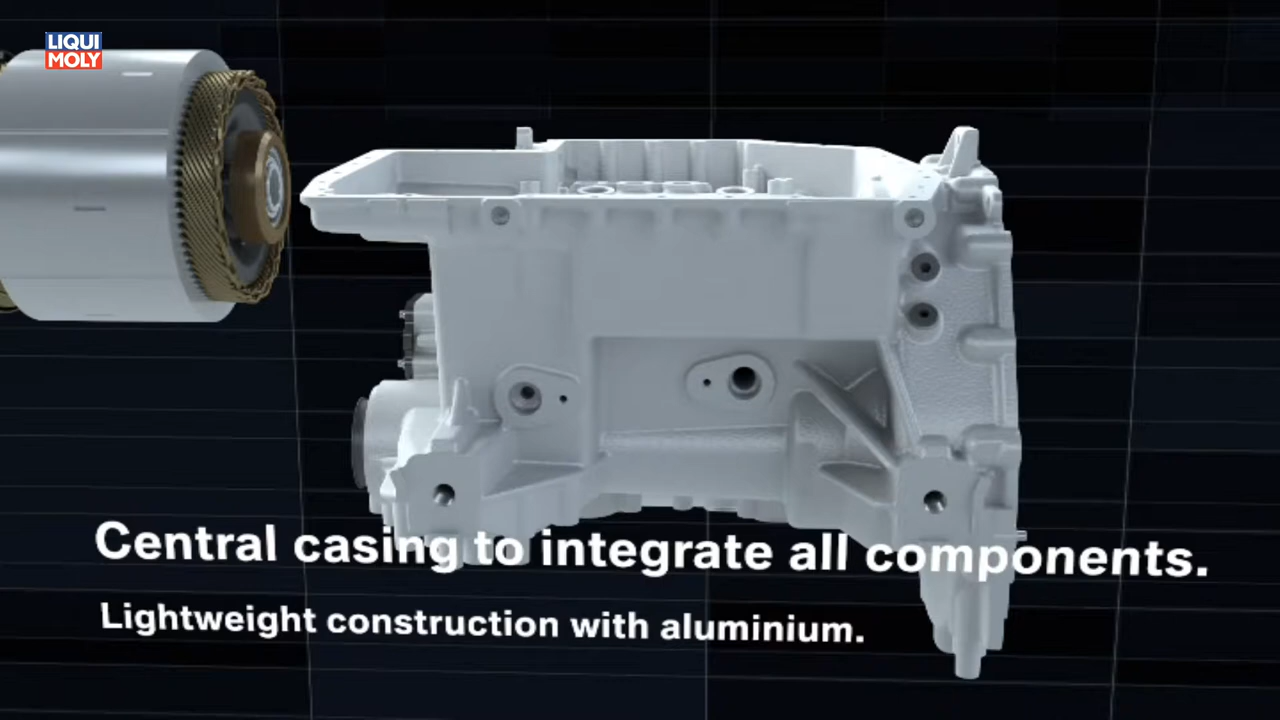 LIQUI
MOLY
Central casing to integrate all components.
Lightweight construction with aluminium.